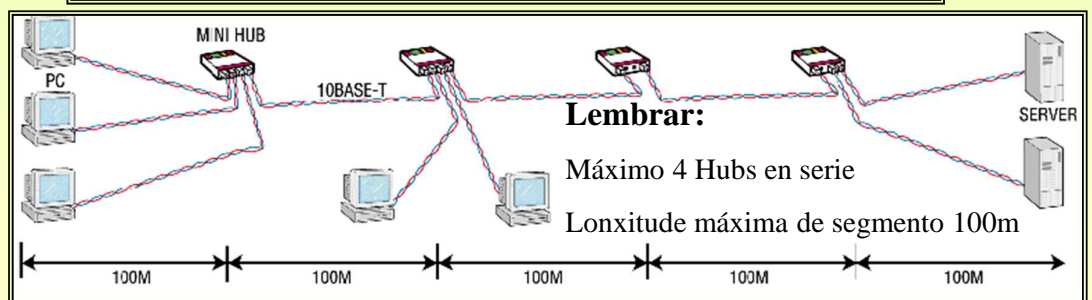 MINI HUB
PC
10BASE-T
SERVER
Lembrar:
Máximo 4 Hubs en serie
Lonxitude máxima de segmento 100m
100M 100M 100M 100M 100M